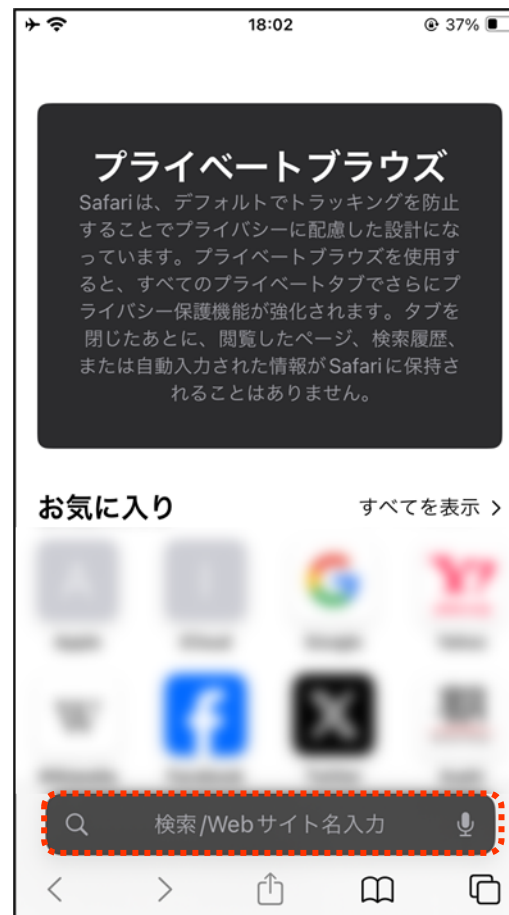 18:02
37%
プライベートブラウズ
Safariは、デフォルトでトラッキングを防止
することでプライバシーに配慮した設計にな
っています。プライベートブラウズを使用す
ると、すべてのプライベートタブでさらにプ
ライバシー保護機能が強化されます。タブを
閉じたあとに、閲覧したページ、検索履歴、
または自動入力された情報がSafariに保持さ
れることはありません。
お気に入り
すべてを表示 >
検索/Webサイト名入力